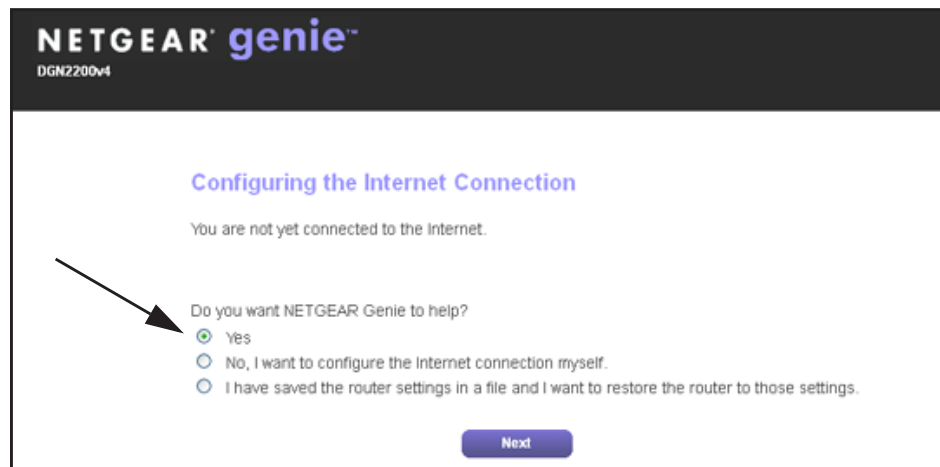 NETGEAR® genie™
DGN2200v4
Configuring the Internet Connection
You are not yet connected to the Internet.
Do you want NETGEAR Genie to help?
Yes
No, I want to configure the Internet connection myself.
I have saved the router settings in a file and I want to restore the router to those settings.
Next